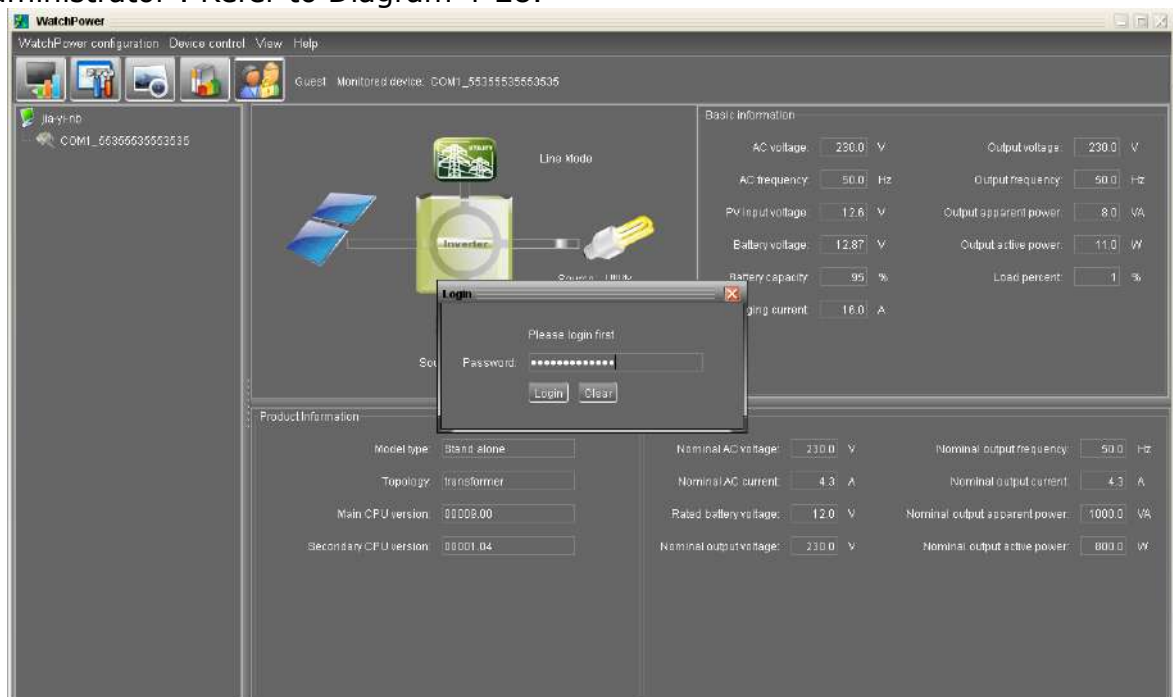 administrator". Refer to Diagram 4-28.
WatchPower
WatchPower configuration Device control View Help
Guest Monitored device: COM1_55355535553535
jia-yi-nb
COM1_55355535553535
UTILITY
Line Mode
Inverter
Login
Please login first
Password: •••••••••••••
Login Clear
Basic information
AC voltage: 230.0 V Output voltage: 230.0 V
AC frequency: 50.0 Hz Output frequency: 50.0 Hz
PV input voltage: 12.6 V Output apparent power: 8.0 VA
Battery voltage: 12.87 V Output active power: 11.0 W
Battery capacity: 95 % Load percent: 1 %
ging current: 16.0 A
Product Information
Model type: Stand alone
Topology: transformer
Main CPU version: 00009.00
Secondary CPU version: 00001.04
Nominal AC voltage: 230.0 V Nominal output frequency: 50.0 Hz
Nominal AC current: 4.3 A Nominal output current: 4.3 A
Rated battery voltage: 12.0 V Nominal output apparent power: 1000.0 VA
Nominal output voltage: 230.0 V Nominal output active power: 800.0 W